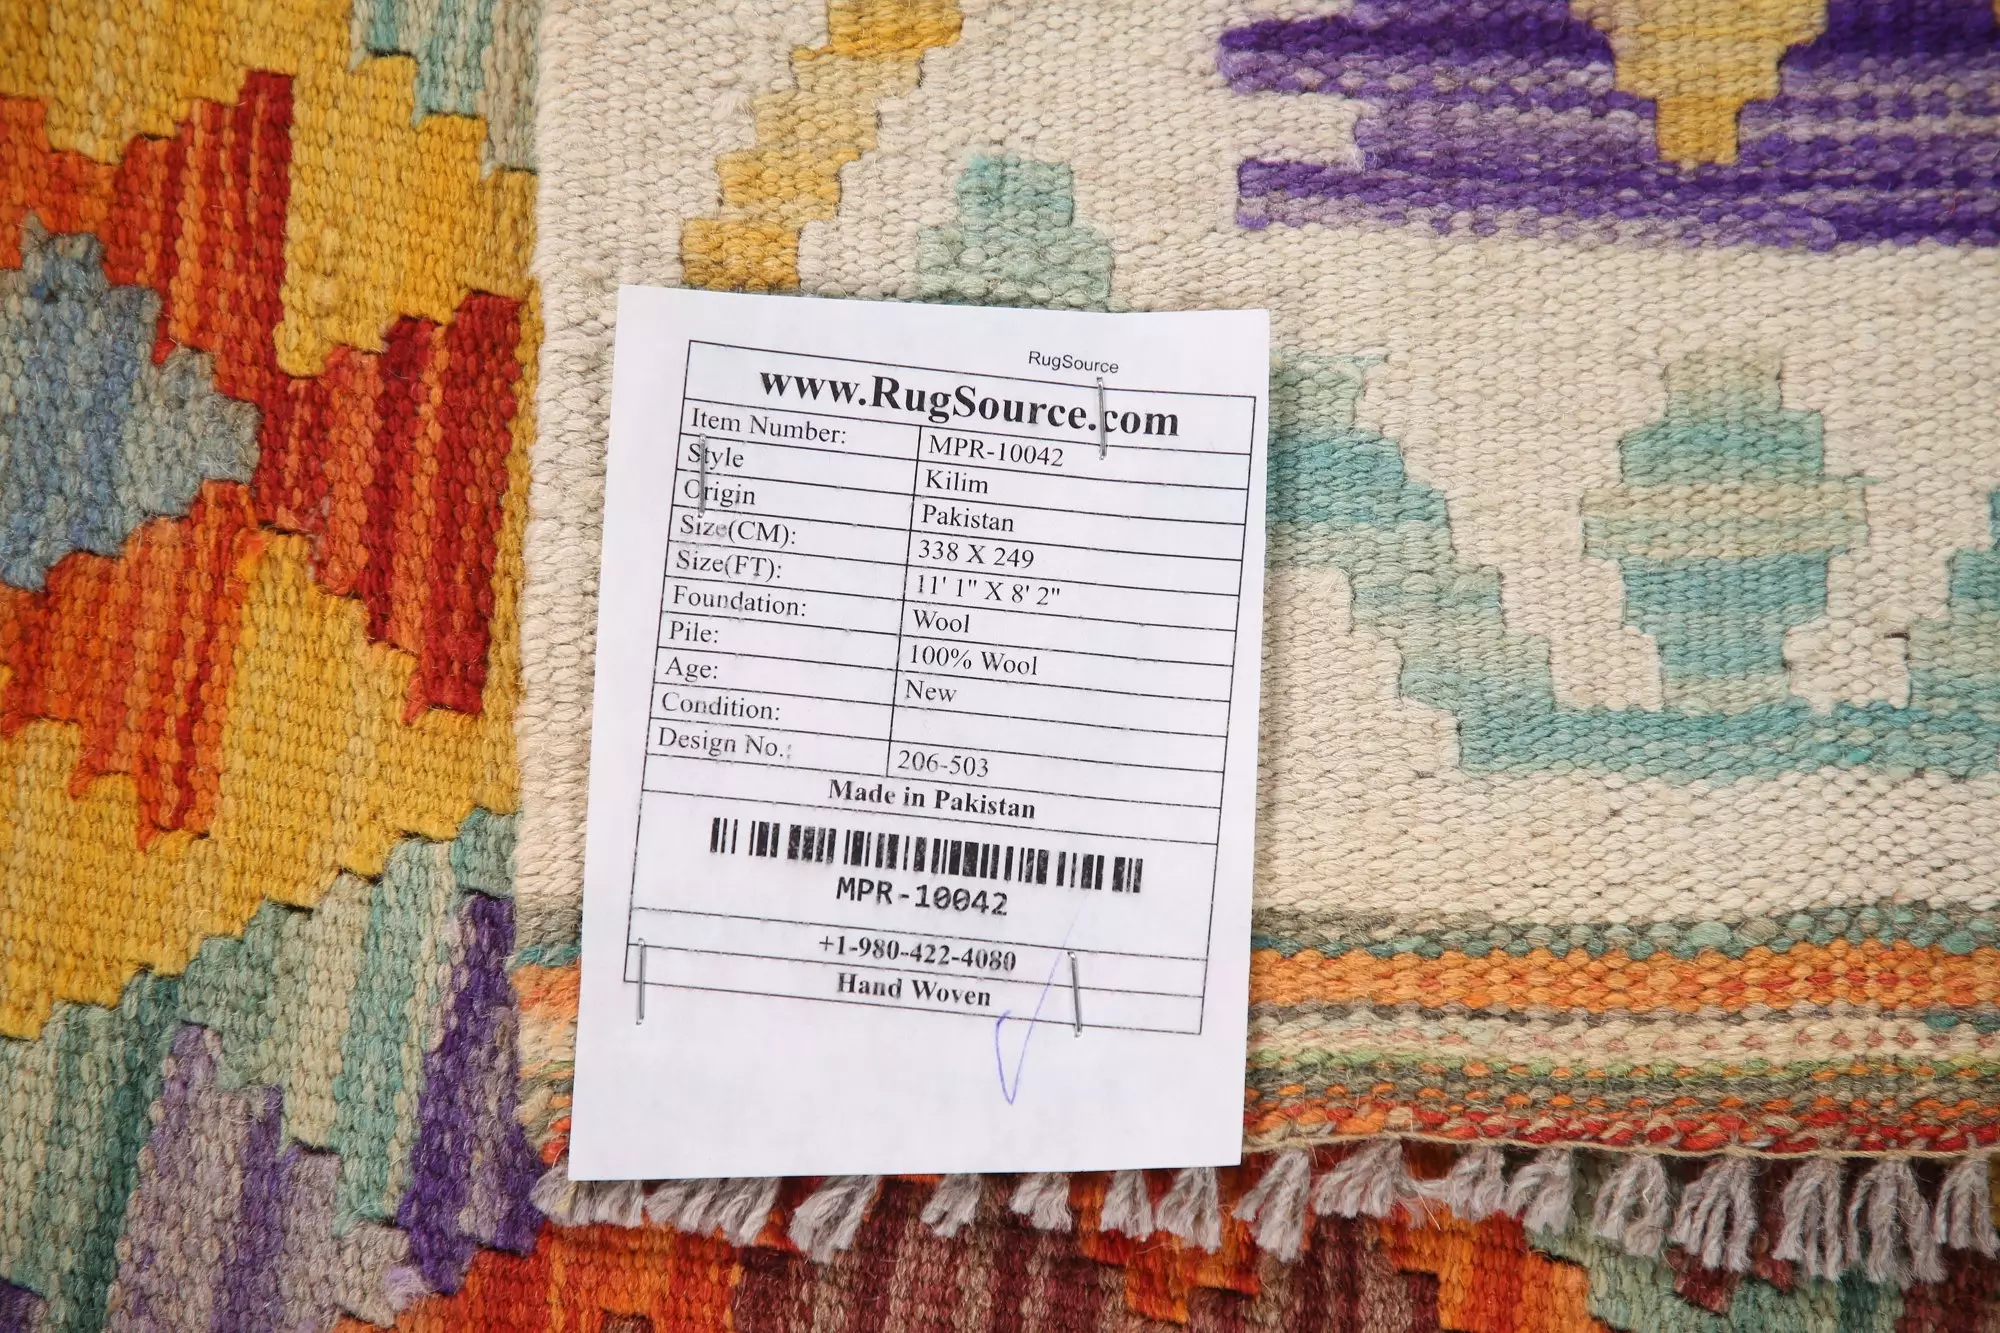 RugSource
www.RugSource.com
Item Number: MPR-10042
Style Kilim
Origin Pakistan
Size(CM): 338 X 249
Size(FT): 11' 1" X 8' 2"
Foundation: Wool
Pile: 100% Wool
Age: New
Condition:
Design No.: 206-503
Made in Pakistan
MPR-10042
+1-980-422-4080
Hand Woven